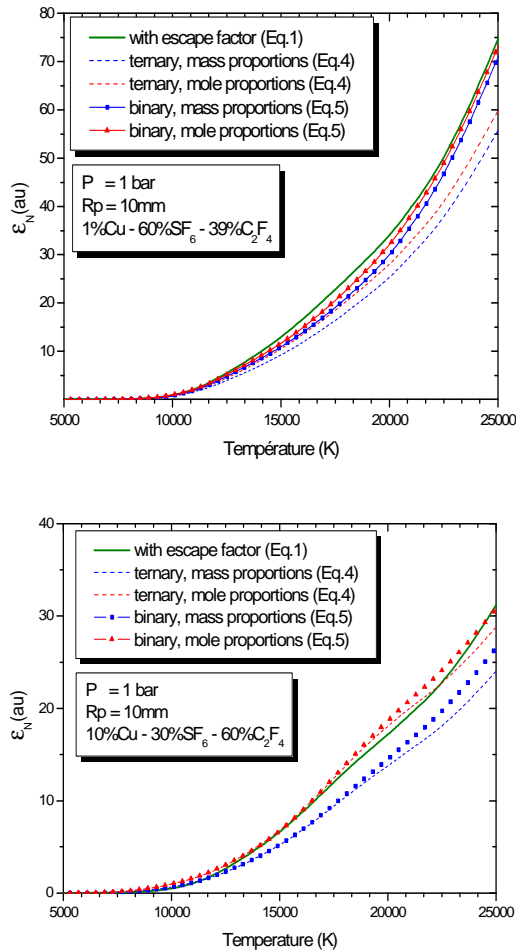 80
70
60
50
40
30
20
10
ε_N(au)
with escape factor (Eq.1)
ternary, mass proportions (Eq.4)
ternary, mole proportions (Eq.4)
binary, mass proportions (Eq.5)
binary, mole proportions (Eq.5)
P = 1 bar
Rp = 10mm
1%Cu - 60%SF₆ - 39%C₂F₄
5000 10000 15000 20000 25000
Température (K)
40
30
20
10
0
ε_N(au)
with escape factor (Eq.1)
ternary, mass proportions (Eq.4)
ternary, mole proportions (Eq.4)
binary, mass proportions (Eq.5)
binary, mole proportions (Eq.5)
P = 1 bar
Rp = 10mm
10%Cu - 30%SF₆ - 60%C₂F₄
5000 10000 15000 20000 25000
Temperature (K)